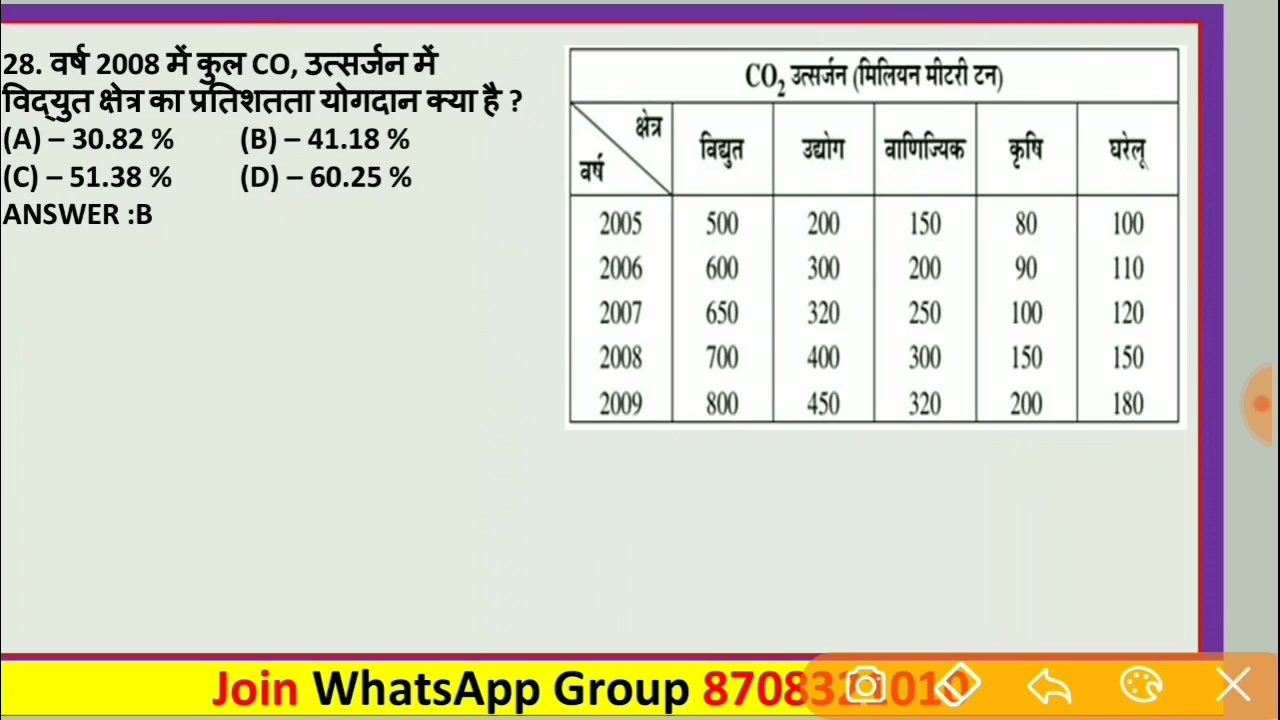 28. वर्ष 2008 में कुल CO, उत्सर्जन में
विद्युत क्षेत्र का प्रतिशतता योगदान क्या है ?
(A) – 30.82 % (B) – 41.18 %
(C) – 51.38 % (D) – 60.25 %
ANSWER :B
CO₂ उत्सर्जन (मिलियन मीटरी टन)
क्षेत्र
वर्ष विद्युत उद्योग वाणिज्यिक कृषि घरेलू
2005 500 200 150 80 100
2006 600 300 200 90 110
2007 650 320 250 100 120
2008 700 400 300 150 150
2009 800 450 320 200 180
Join WhatsApp Group